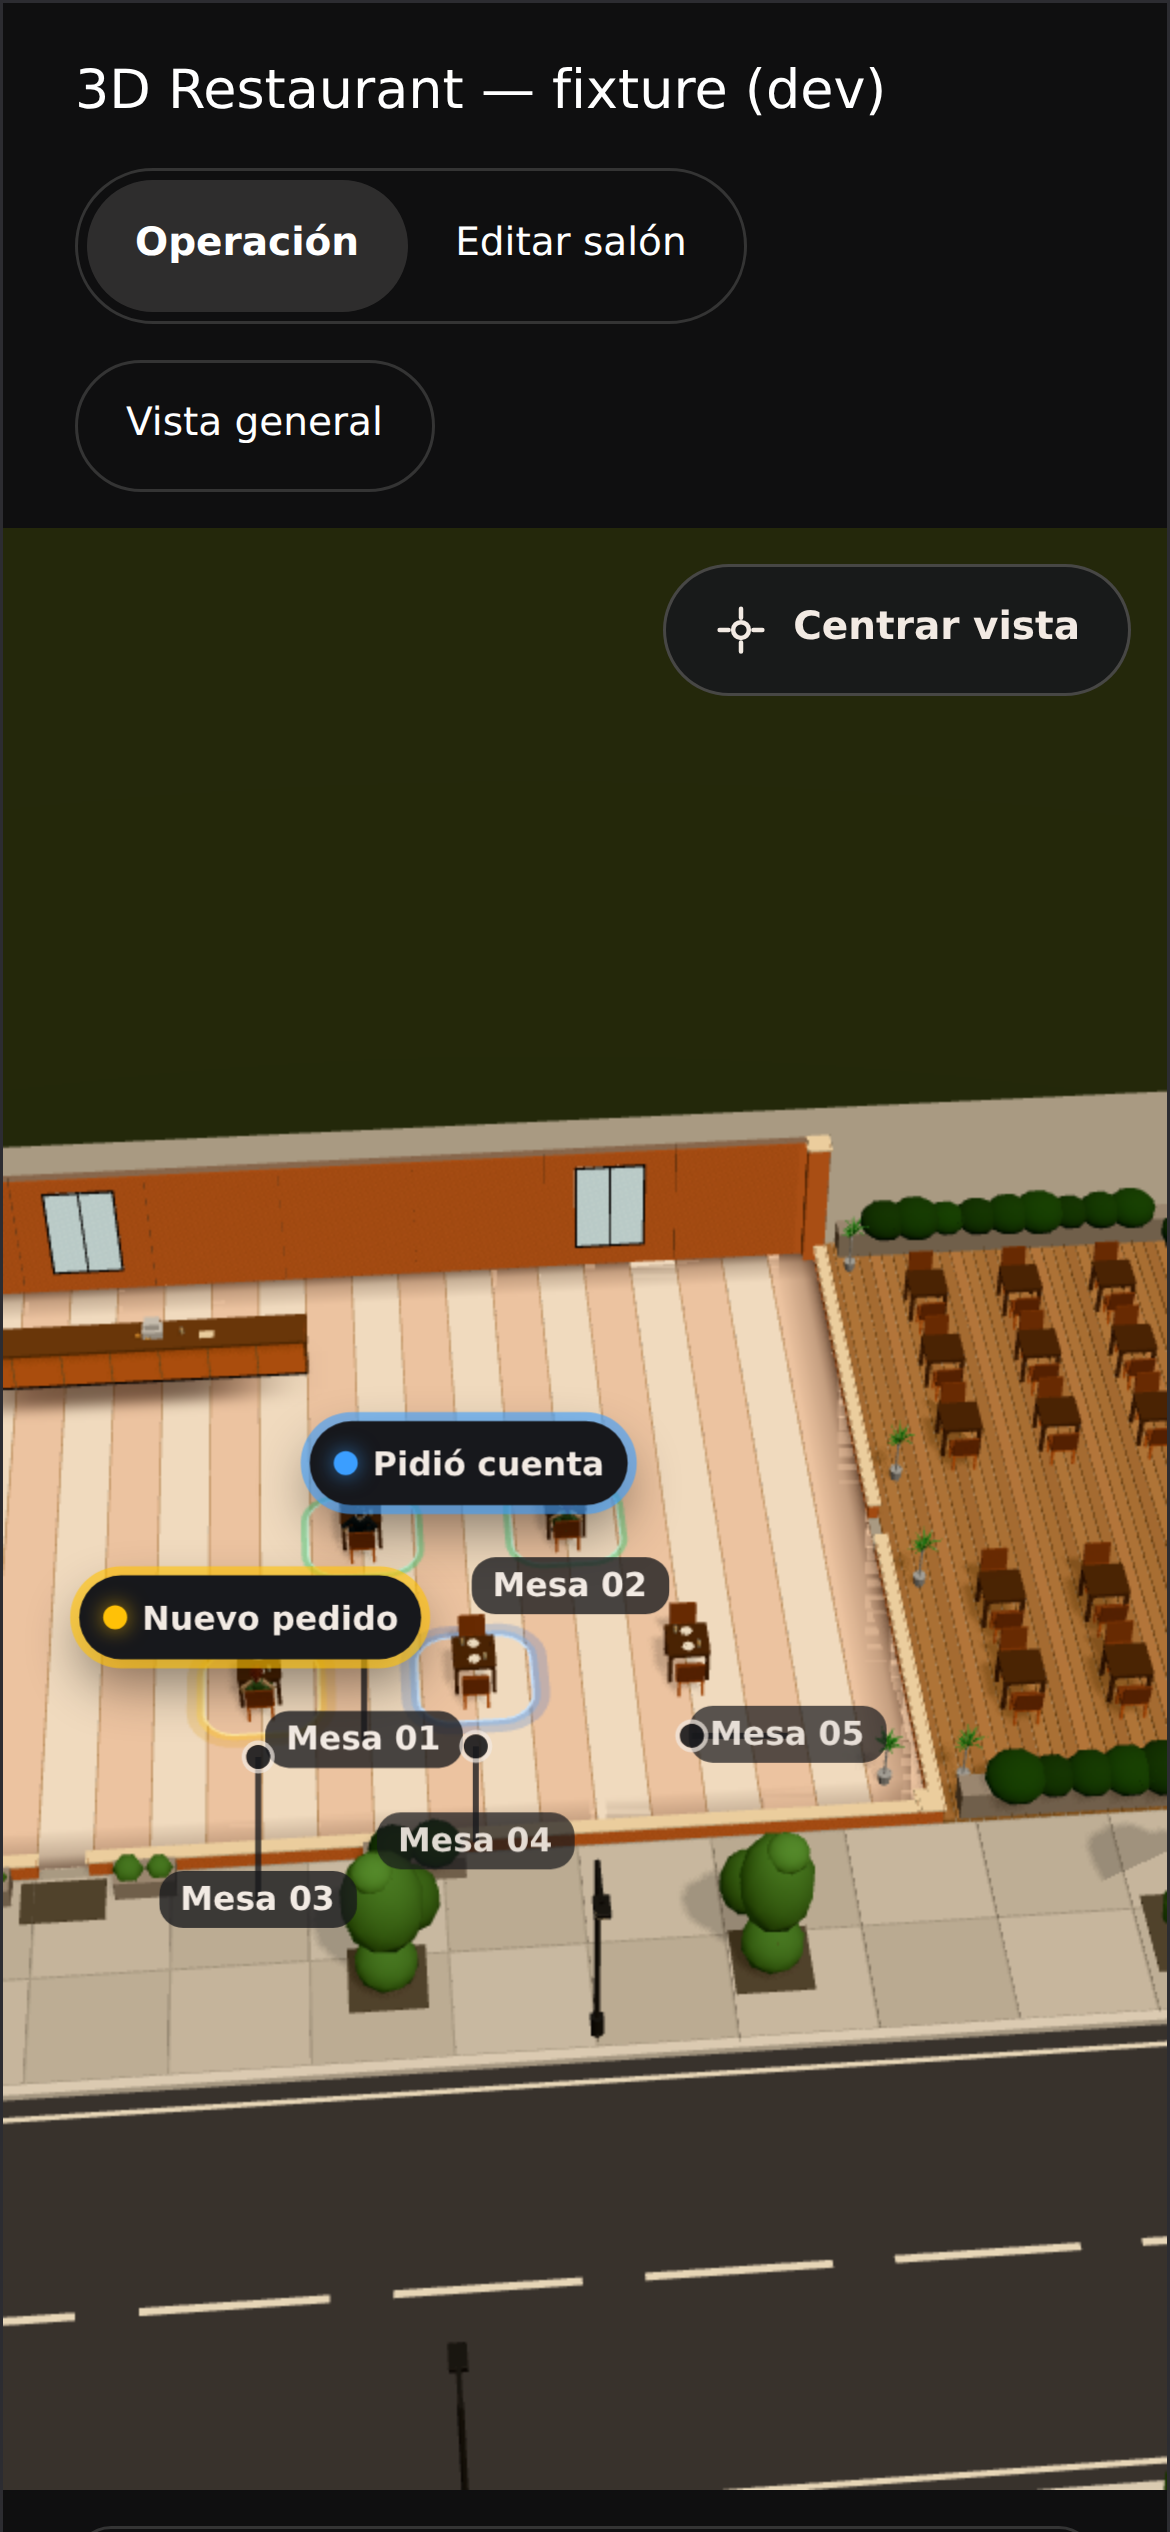 3D Restaurant — fixture (dev)
Operación
Editar salón
Vista general
Centrar vista
Pidió cuenta
Mesa 02
Nuevo pedido
Mesa 01
Mesa 05
Mesa 04
Mesa 03